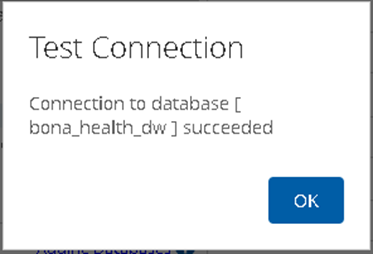 Test Connection
Connection to database [
bona_health_dw ] succeeded
OK